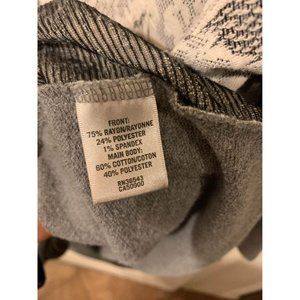 FRONT:
75% RAYON/RAYONNE
24% POLYESTER
1% SPANDEX
MAIN BODY:
60% COTTON/COTON
40% POLYESTER
RN36543
CA50900